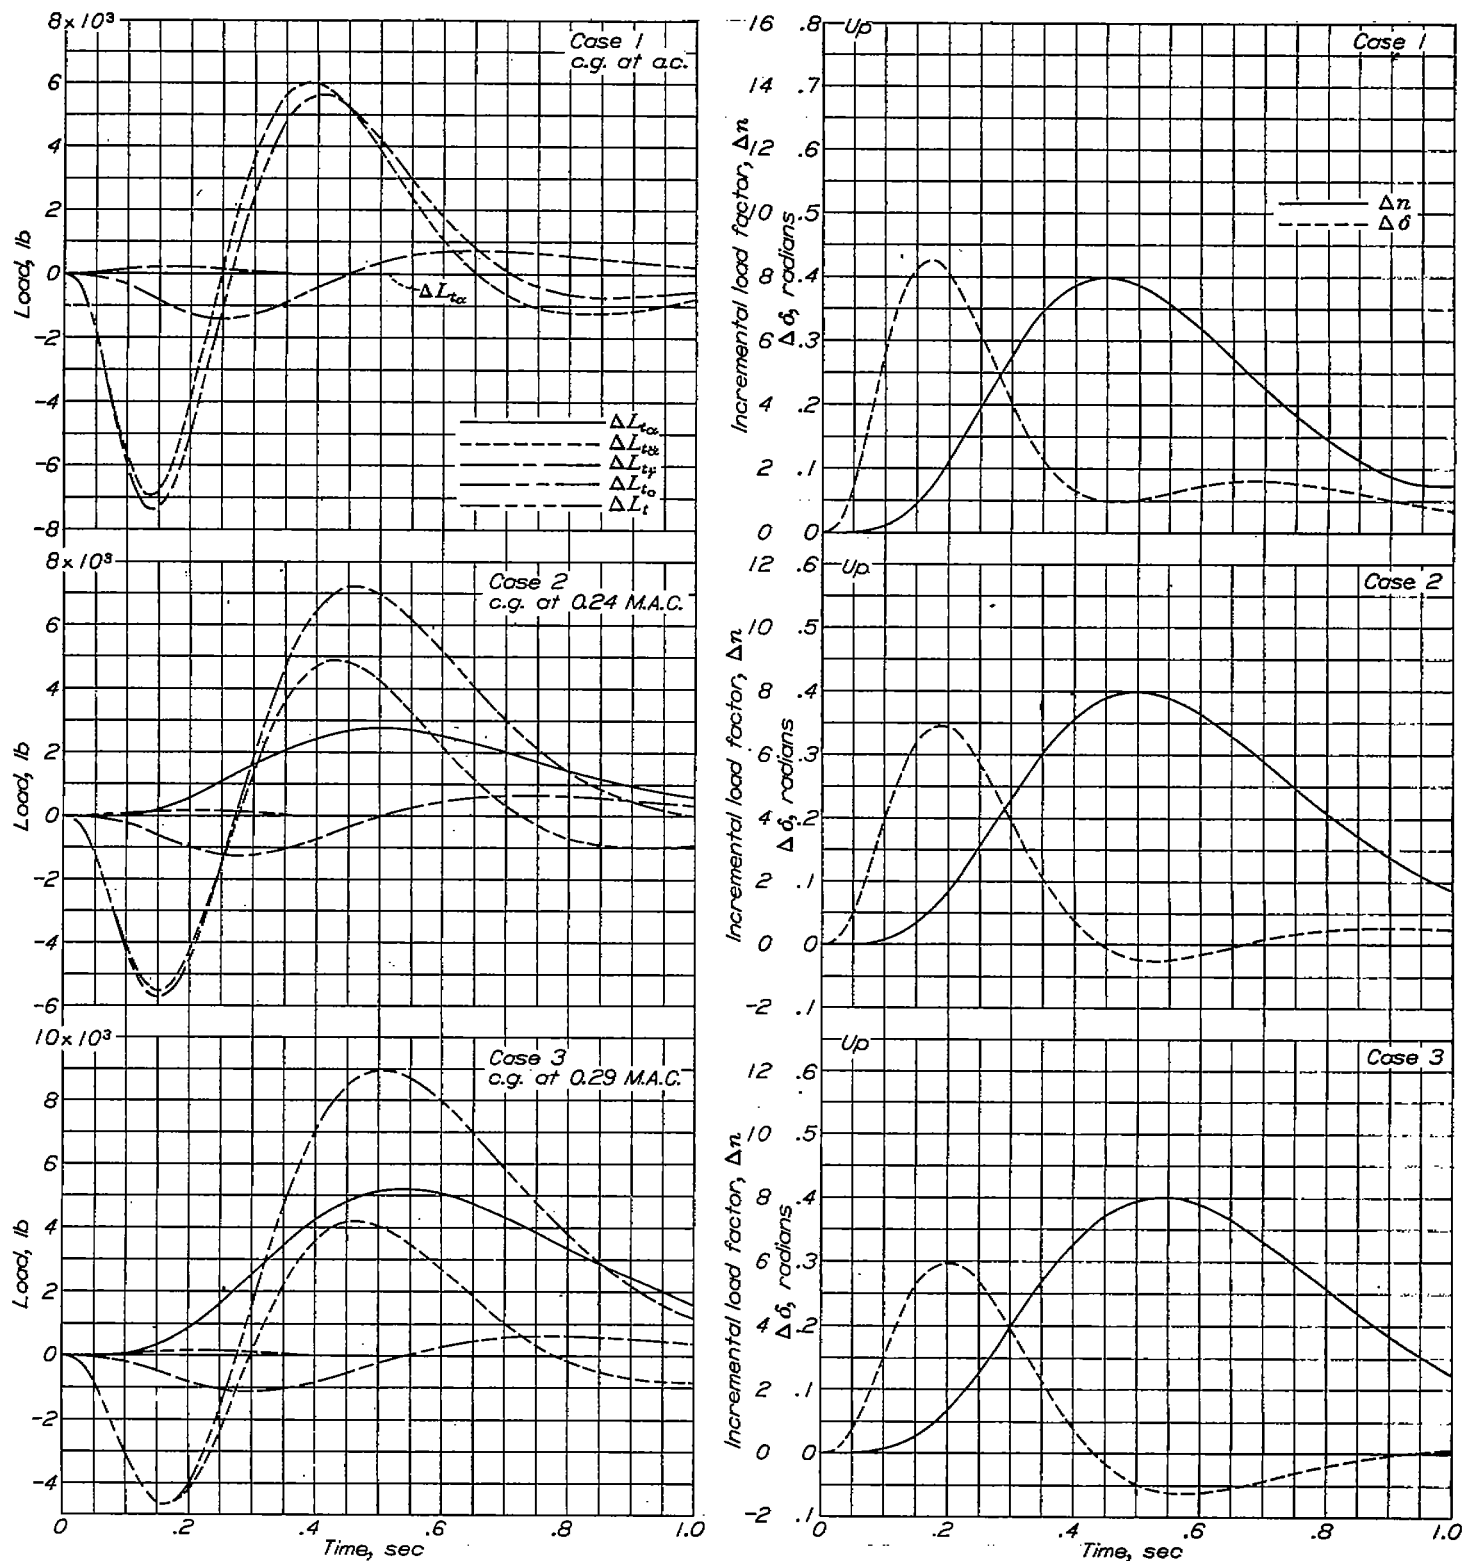 8×10³
Case 1
c.g. at a.c.
6
4
2
0
-2
-4
-6
-8
Load, lb
ΔL_tα
ΔL_tα
ΔL_t
8×10³
Case 2
c.g. at 0.24 M.A.C.
6
4
2
0
-2
-4
-6
Load, lb
10×10³
Case 3
c.g. at 0.29 M.A.C.
8
6
4
2
0
-2
-4
Load, lb
0 .2 .4 .6 .8 1.0
Time, sec
16 .8 Up
Case 1
14 .7
12 .6
10 .5
8 .4
6 .3
4 .2
2 .1
0 0
Incremental load factor, Δn
Δδ, radians
Δn
Δδ
12 .6 Up
Case 2
10 .5
8 .4
6 .3
4 .2
2 .1
0 0
-2 .1
Incremental load factor, Δn
Δδ, radians
Up
Case 3
12 .6
10 .5
8 .4
6 .3
4 .2
2 .1
0 0
-2 .1
Incremental load factor, Δn
Δδ, radians
0 .2 .4 .6 .8 1.0
Time, sec